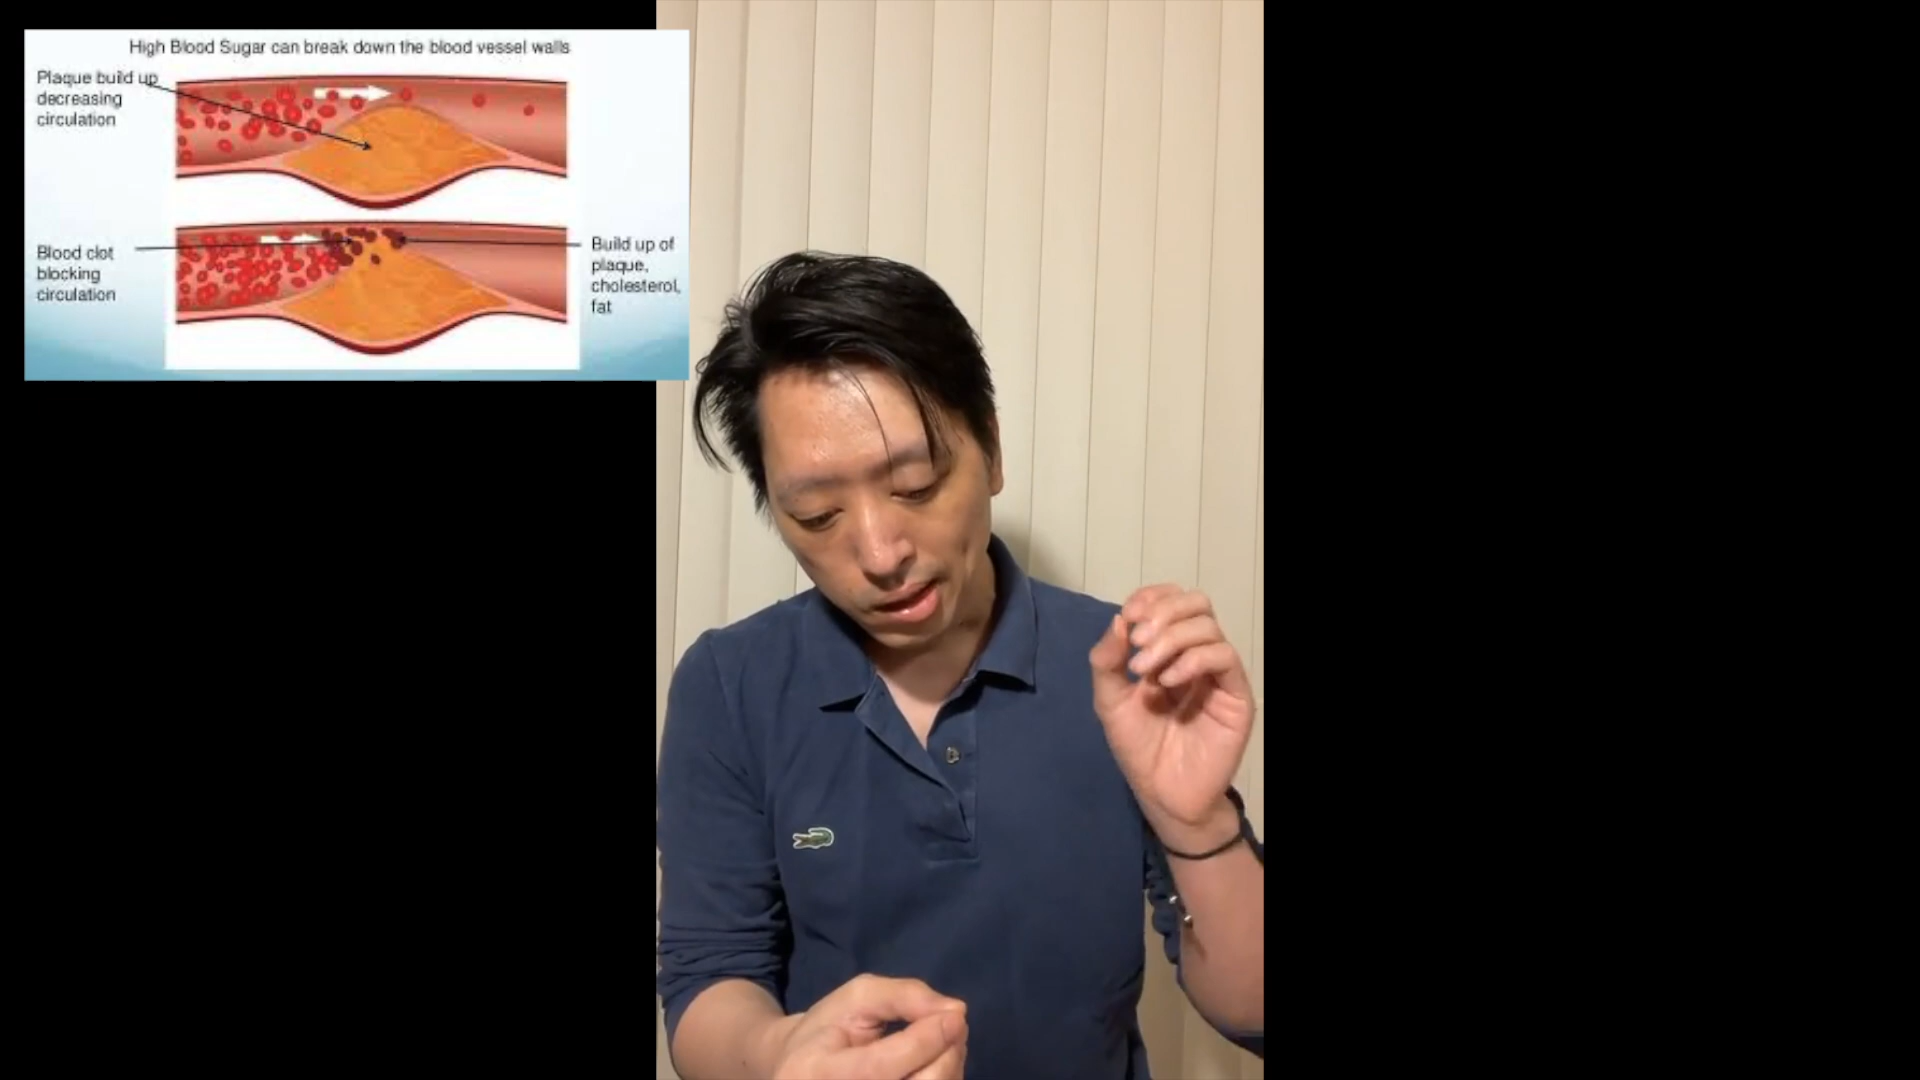 High Blood Sugar can break down the blood vessel walls
Plaque build up
decreasing
circulation
Blood clot
blocking
circulation
Build up of
plaque,
cholesterol,
fat